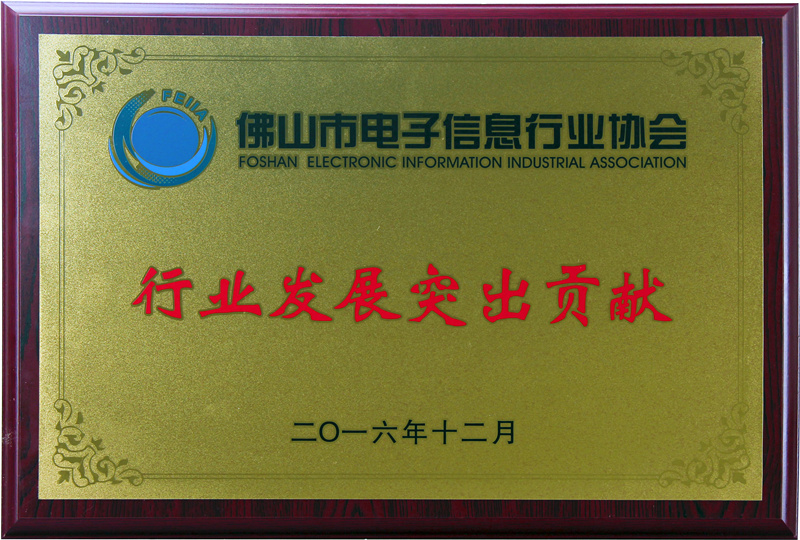 FEIIA
佛山市电子信息行业协会
FOSHAN ELECTRONIC INFORMATION INDUSTRIAL ASSOCIATION
行业发展突出贡献
二〇一六年十二月